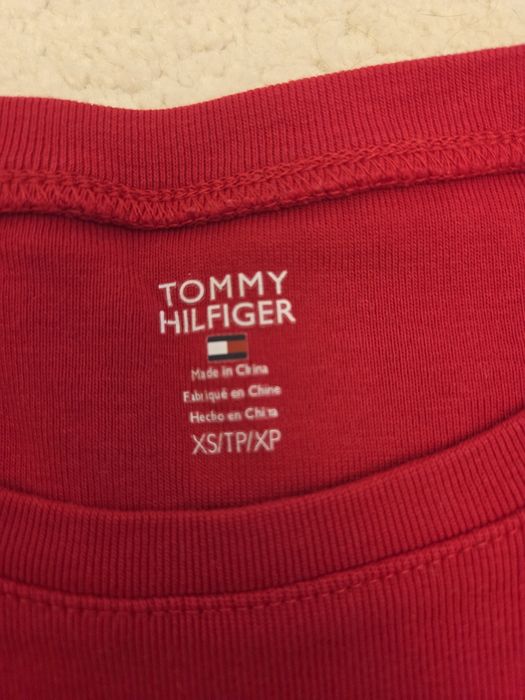 TOMMY
HILFIGER
Made in China
Fabriqué en Chine
Hecho en China
XS/TP/XP